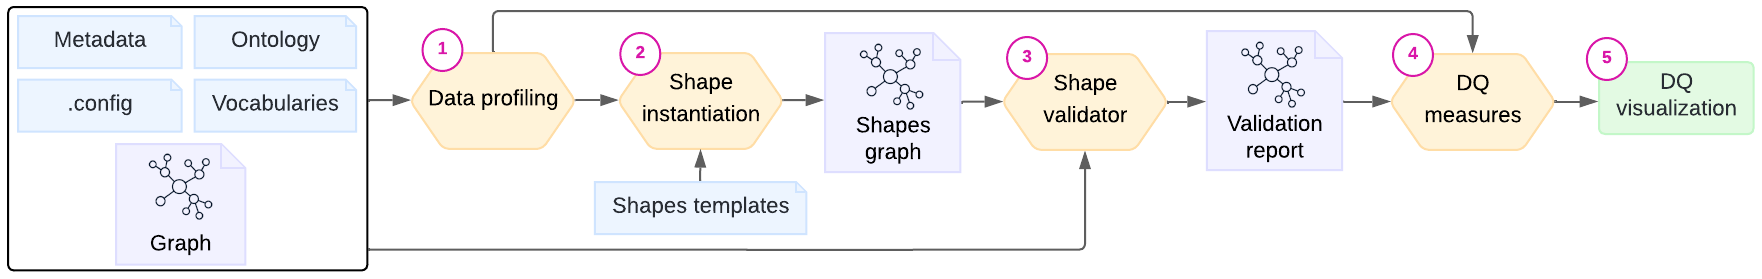 Metadata
Ontology
.config
Vocabularies
Graph
1
Data profiling
2
Shape
instantiation
Shapes templates
Shapes
graph
3
Shape
validator
Validation
report
4
DQ
measures
5
DQ
visualization